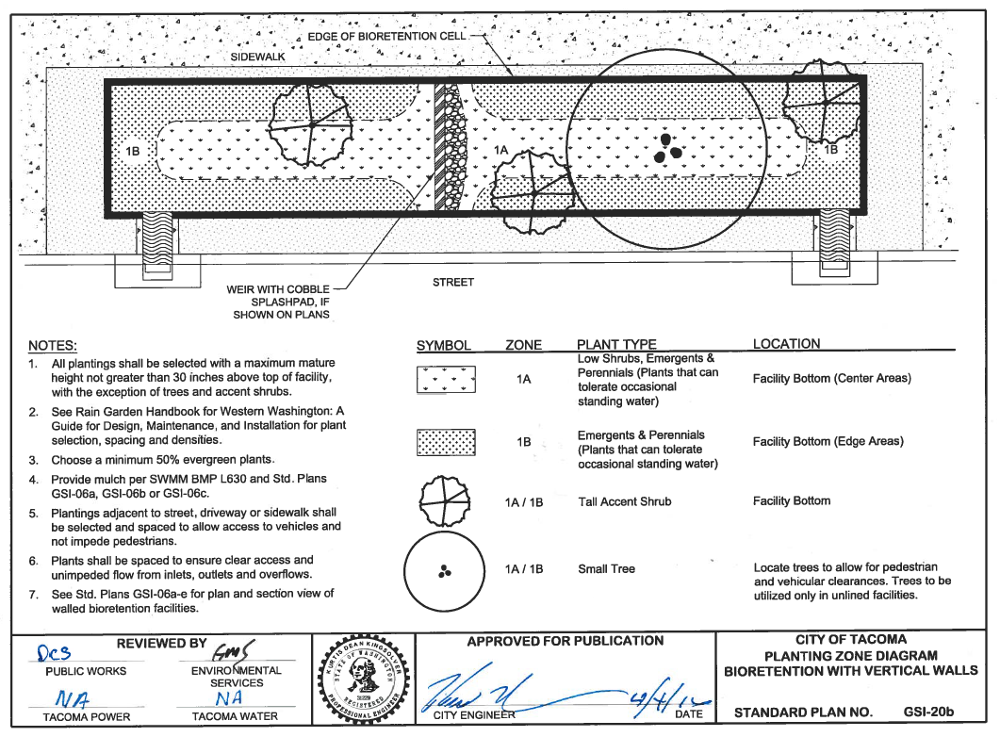 EDGE OF BIORETENTION CELL
SIDEWALK
1B
1A
1B
WEIR WITH COBBLE
SPLASHPAD, IF
SHOWN ON PLANS
STREET
NOTES:
1. All plantings shall be selected with a maximum mature
height not greater than 30 inches above top of facility,
with the exception of trees and accent shrubs.
2. See Rain Garden Handbook for Western Washington: A
Guide for Design, Maintenance, and Installation for plant
selection, spacing and densities.
3. Choose a minimum 50% evergreen plants.
4. Provide mulch per SWMM BMP L630 and Std. Plans
GSI-06a, GSI-06b or GSI-06c.
5. Plantings adjacent to street, driveway or sidewalk shall
be selected and spaced to allow access to vehicles and
not impede pedestrians.
6. Plants shall be spaced to ensure clear access and
unimpeded flow from inlets, outlets and overflows.
7. See Std. Plans GSI-06a-e for plan and section view of
walled bioretention facilities.
SYMBOL ZONE PLANT TYPE LOCATION
1A
Low Shrubs, Emergents &
Perennials (Plants that can
tolerate occasional
standing water)
Facility Bottom (Center Areas)
1B
Emergents & Perennials
(Plants that can tolerate
occasional standing water)
Facility Bottom (Edge Areas)
1A / 1B Tall Accent Shrub Facility Bottom
1A / 1B Small Tree
Locate trees to allow for pedestrian
and vehicular clearances. Trees to be
utilized only in unlined facilities.
REVIEWED BY
DCS
PUBLIC WORKS
GMS
ENVIRONMENTAL
SERVICES
NA
TACOMA POWER
NA
TACOMA WATER
KURTIS DEAN KINGSOLVER
STATE OF WASHINGTON
REGISTERED
PROFESSIONAL ENGINEER
APPROVED FOR PUBLICATION
CITY ENGINEER
DATE
CITY OF TACOMA
PLANTING ZONE DIAGRAM
BIORETENTION WITH VERTICAL WALLS
STANDARD PLAN NO. GSI-20b